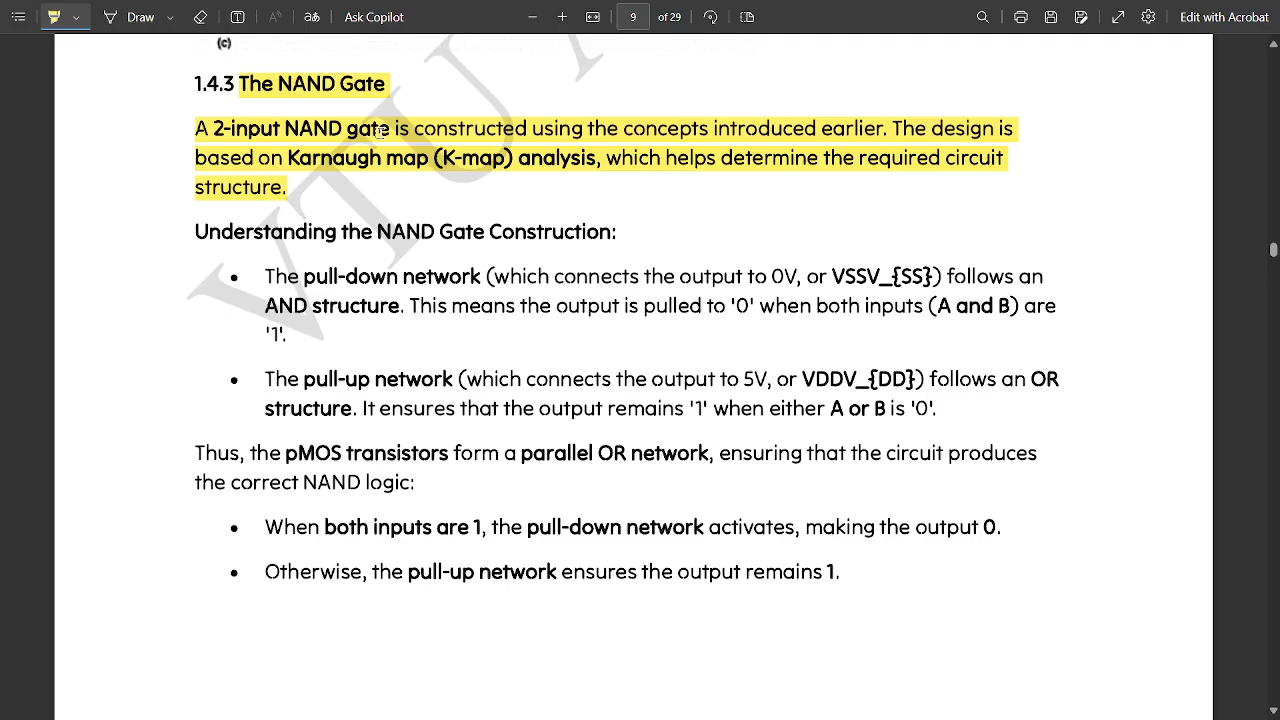 Draw
Ask Copilot
9 of 29
Edit with Acrobat
(c)
1.4.3 The NAND Gate
A 2-input NAND gate is constructed using the concepts introduced earlier. The design is
based on Karnaugh map (K-map) analysis, which helps determine the required circuit
structure.
Understanding the NAND Gate Construction:
• The pull-down network (which connects the output to 0V, or VSSV_{SS}) follows an
AND structure. This means the output is pulled to '0' when both inputs (A and B) are
'1'.
• The pull-up network (which connects the output to 5V, or VDDV_{DD}) follows an OR
structure. It ensures that the output remains '1' when either A or B is '0'.
Thus, the pMOS transistors form a parallel OR network, ensuring that the circuit produces
the correct NAND logic:
• When both inputs are 1, the pull-down network activates, making the output 0.
• Otherwise, the pull-up network ensures the output remains 1.
VTU